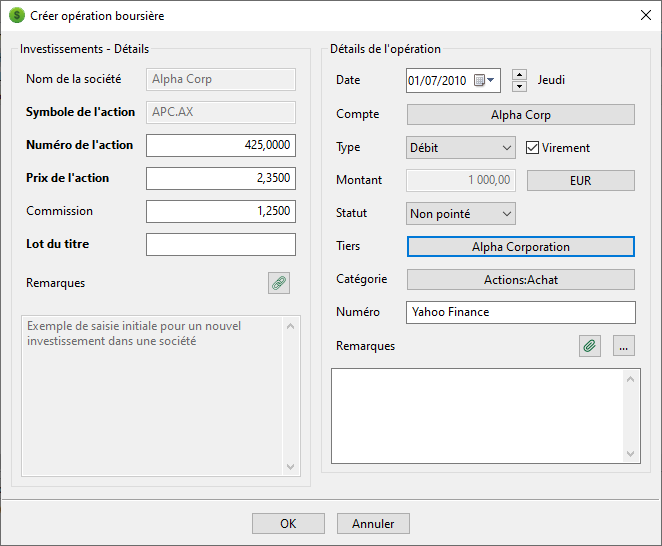 Créer opération boursière
Investissements - Détails
Nom de la société
Alpha Corp
Symbole de l'action
APC.AX
Numéro de l'action
425,0000
Prix de l'action
2,3500
Commission
1,2500
Lot du titre
Remarques
Exemple de saisie initiale pour un nouvel
investissement dans une société
Détails de l'opération
Date
01/07/2010
Jeudi
Compte
Alpha Corp
Type
Débit
Virement
Montant
1 000,00
EUR
Statut
Non pointé
Tiers
Alpha Corporation
Catégorie
Actions:Achat
Numéro
Yahoo Finance
Remarques
...
OK
Annuler